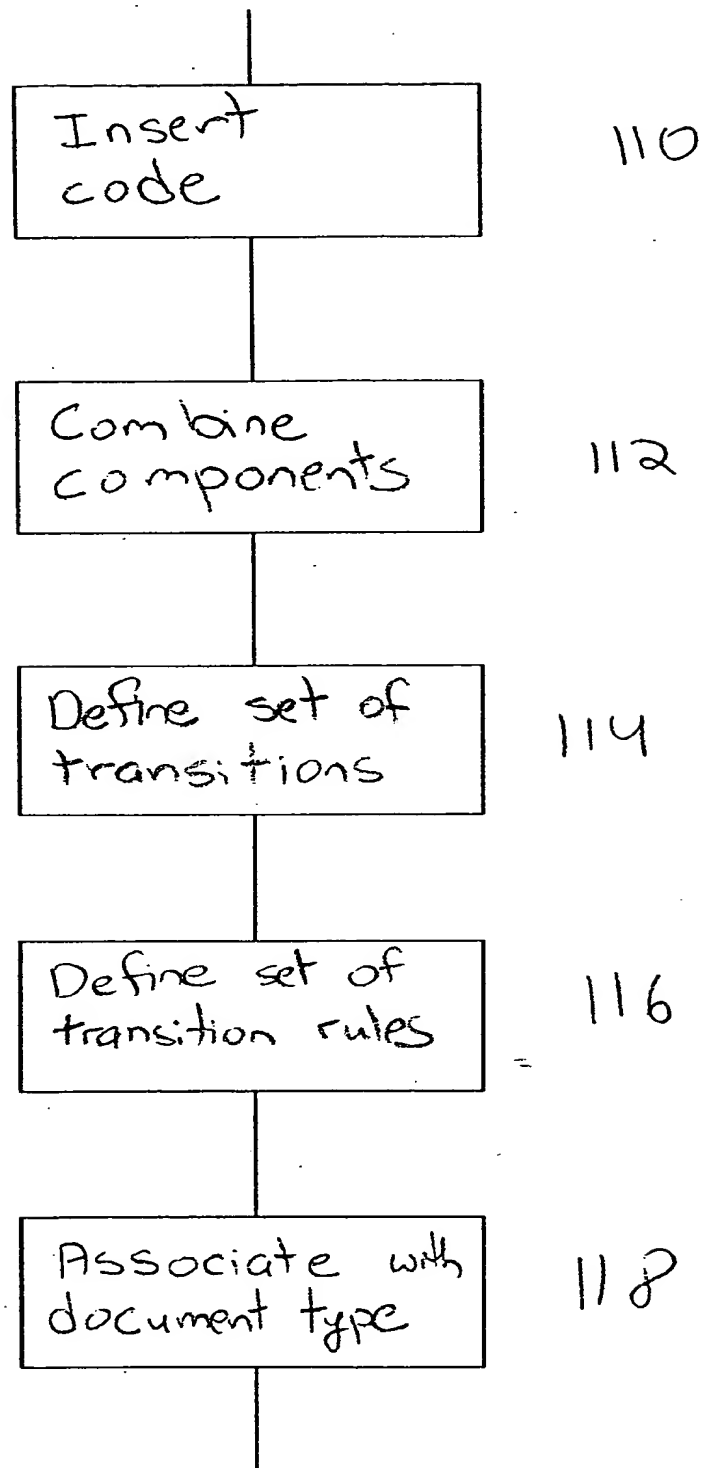 Insert
code
110
Combine
components
112
Define set of
transitions
114
Define set of
transition rules
116
Associate with
document type
118